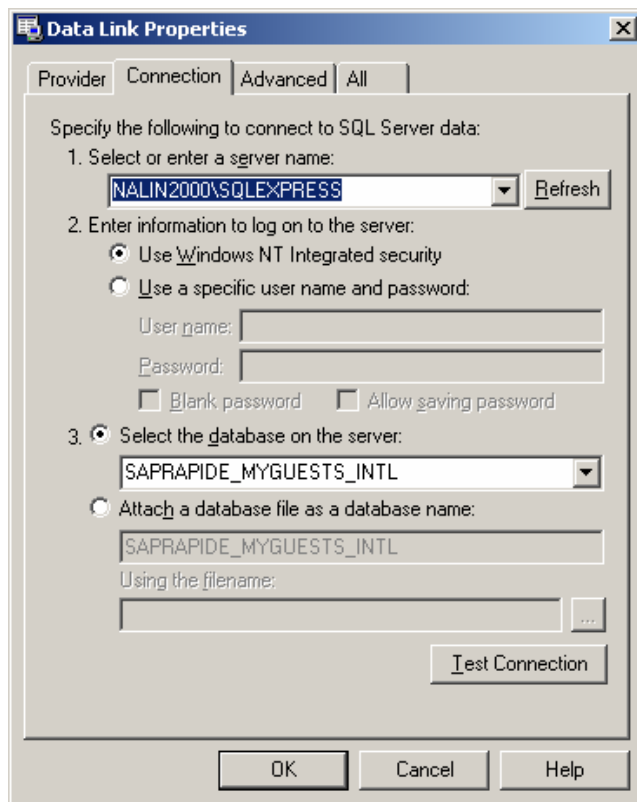 Data Link Properties
Provider Connection Advanced All
Specify the following to connect to SQL Server data:
1. Select or enter a server name:
NALIN2000\SQLEXPRESS Refresh
2. Enter information to log on to the server:
Use Windows NT Integrated security
Use a specific user name and password:
User name:
Password:
Blank password Allow saving password
3. Select the database on the server:
SAPRAPIDE_MYGUESTS_INTL
Attach a database file as a database name:
SAPRAPIDE_MYGUESTS_INTL
Using the filename:
...
Test Connection
OK Cancel Help